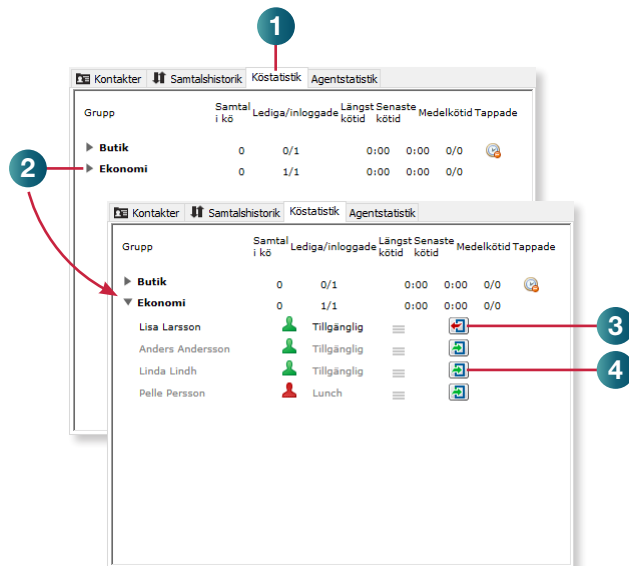 1
Kontakter Samtalshistorik Köstatistik Agentstatistik
Grupp Samtal i kö Lediga/inloggade Längst kötid Senaste kötid Medelkötid Tappade
Butik 0 0/1 0:00 0:00 0/0
2
Ekonomi 0 1/1 0:00 0:00 0/0
Kontakter Samtalshistorik Köstatistik Agentstatistik
Grupp Samtal i kö Lediga/inloggade Längst kötid Senaste kötid Medelkötid Tappade
Butik 0 0/1 0:00 0:00 0/0
Ekonomi 0 1/1 0:00 0:00 0/0
Lisa Larsson Tillgänglig
3
Anders Andersson Tillgänglig
Linda Lindh Tillgänglig
4
Pelle Persson Lunch